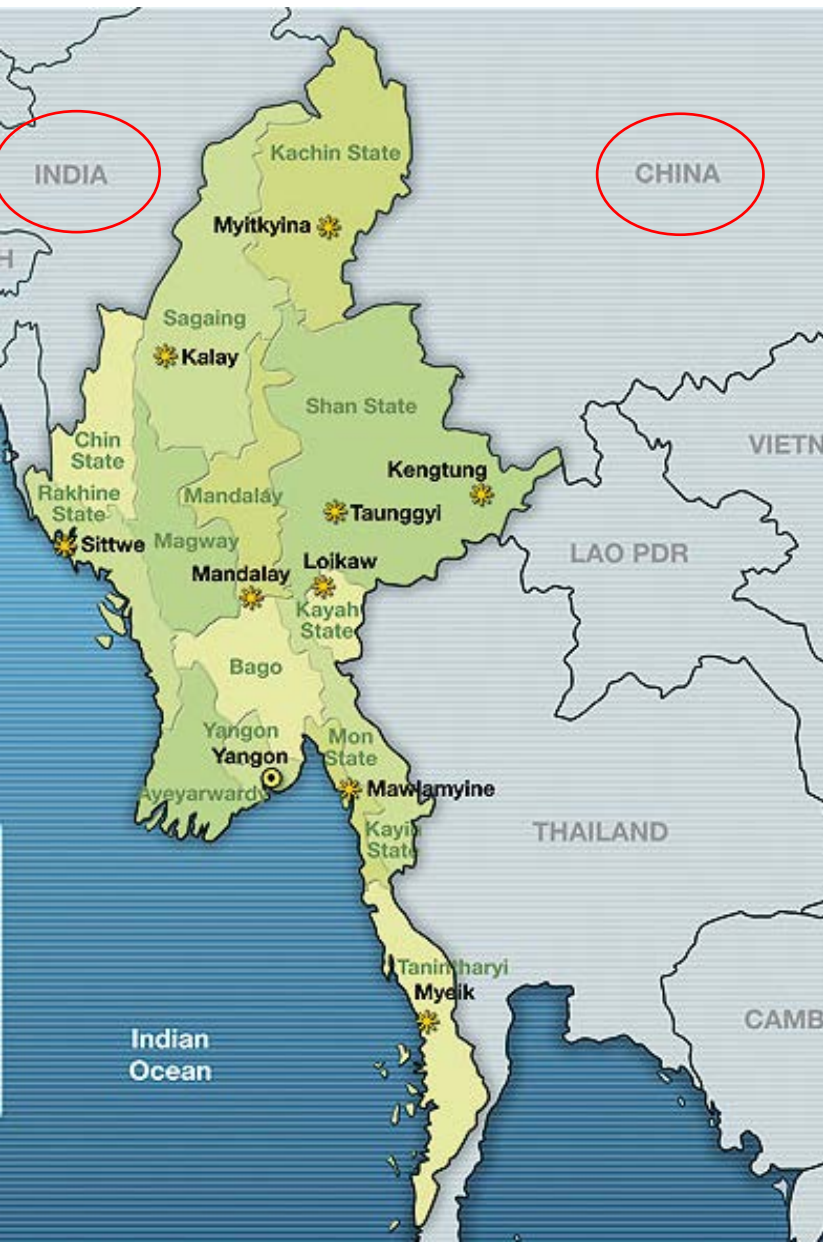 Kachin State
INDIA
CHINA
Myitkyina
H
Sagaing
Kalay
Shan State
Chin
State
VIETN
Kengtung
Rakhine
State
Mandalay
Taunggyi
Sittwe
Magway
LAO PDR
Loikaw
Mandalay
Kayah
State
Bago
Yangon
Mon
State
Yangon
Mawlamyine
Ayeyarwardy
Kayin
State
THAILAND
Tanintharyi
Myeik
CAMB
Indian
Ocean